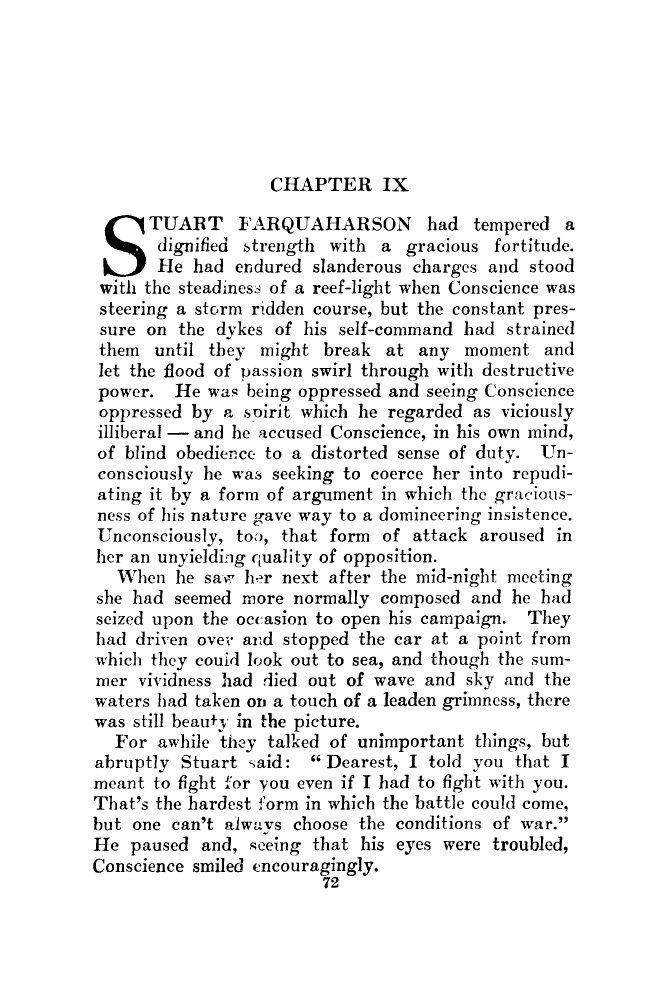 CHAPTER IX
STUART FARQUAHARSON had tempered a
dignified strength with a gracious fortitude.
He had endured slanderous charges and stood
with the steadiness of a reef-light when Conscience was
steering a storm ridden course, but the constant pres-
sure on the dykes of his self-command had strained
them until they might break at any moment and
let the flood of passion swirl through with destructive
power. He was being oppressed and seeing Conscience
oppressed by a spirit which he regarded as viciously
illiberal — and he accused Conscience, in his own mind,
of blind obedience to a distorted sense of duty. Un-
consciously he was seeking to coerce her into repudi-
ating it by a form of argument in which the gracious-
ness of his nature gave way to a domineering insistence.
Unconsciously, too, that form of attack aroused in
her an unyielding quality of opposition.
When he saw her next after the mid-night meeting
she had seemed more normally composed and he had
seized upon the occasion to open his campaign. They
had driven over and stopped the car at a point from
which they could look out to sea, and though the sum-
mer vividness had died out of wave and sky and the
waters had taken on a touch of a leaden grimness, there
was still beauty in the picture.
For awhile they talked of unimportant things, but
abruptly Stuart said: "Dearest, I told you that I
meant to fight for you even if I had to fight with you.
That's the hardest form in which the battle could come,
but one can't always choose the conditions of war."
He paused and, seeing that his eyes were troubled,
Conscience smiled encouragingly.
72